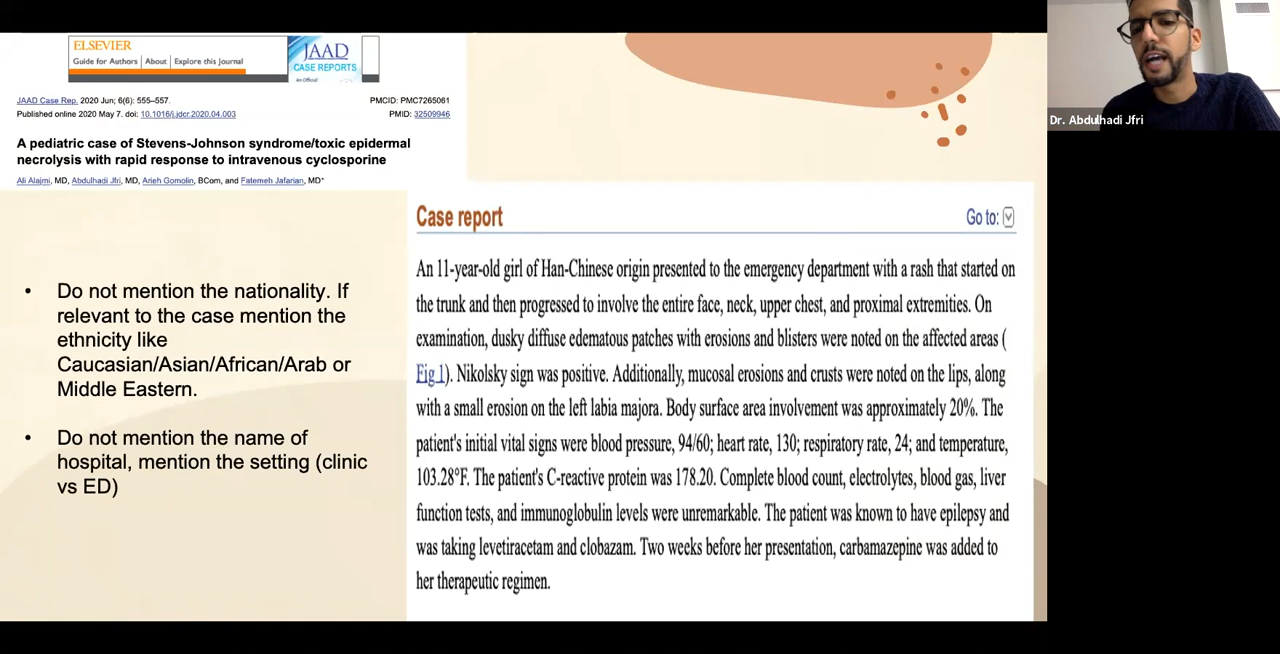 ELSEVIER
Guide for Authors | About | Explore this Journal
JAAD
CASE REPORTS
An Official
JAAD Case Rep. 2020 Jun; 6(6): 555–557.
PMCID: PMC7265061
Published online 2020 May 7. doi: 10.1016/j.jdcr.2020.04.003
PMID: 32509946
A pediatric case of Stevens-Johnson syndrome/toxic epidermal
necrolysis with rapid response to intravenous cyclosporine
Ali Alajmi, MD, Abdulhadi Jfri, MD, Arieh Gomolin, BCom, and Fatemeh Jafarian, MD*
• Do not mention the nationality. If
relevant to the case mention the
ethnicity like
Caucasian/Asian/African/Arab or
Middle Eastern.
• Do not mention the name of
hospital, mention the setting (clinic
vs ED)
Case report
Go to:
An 11-year-old girl of Han-Chinese origin presented to the emergency department with a rash that started on
the trunk and then progressed to involve the entire face, neck, upper chest, and proximal extremities. On
examination, dusky diffuse edematous patches with erosions and blisters were noted on the affected areas (
Fig 1). Nikolsky sign was positive. Additionally, mucosal erosions and crusts were noted on the lips, along
with a small erosion on the left labia majora. Body surface area involvement was approximately 20%. The
patient's initial vital signs were blood pressure, 94/60; heart rate, 130; respiratory rate, 24; and temperature,
103.28°F. The patient's C-reactive protein was 178.20. Complete blood count, electrolytes, blood gas, liver
function tests, and immunoglobulin levels were unremarkable. The patient was known to have epilepsy and
was taking levetiracetam and clobazam. Two weeks before her presentation, carbamazepine was added to
her therapeutic regimen.
Dr. Abdulhadi Jfri